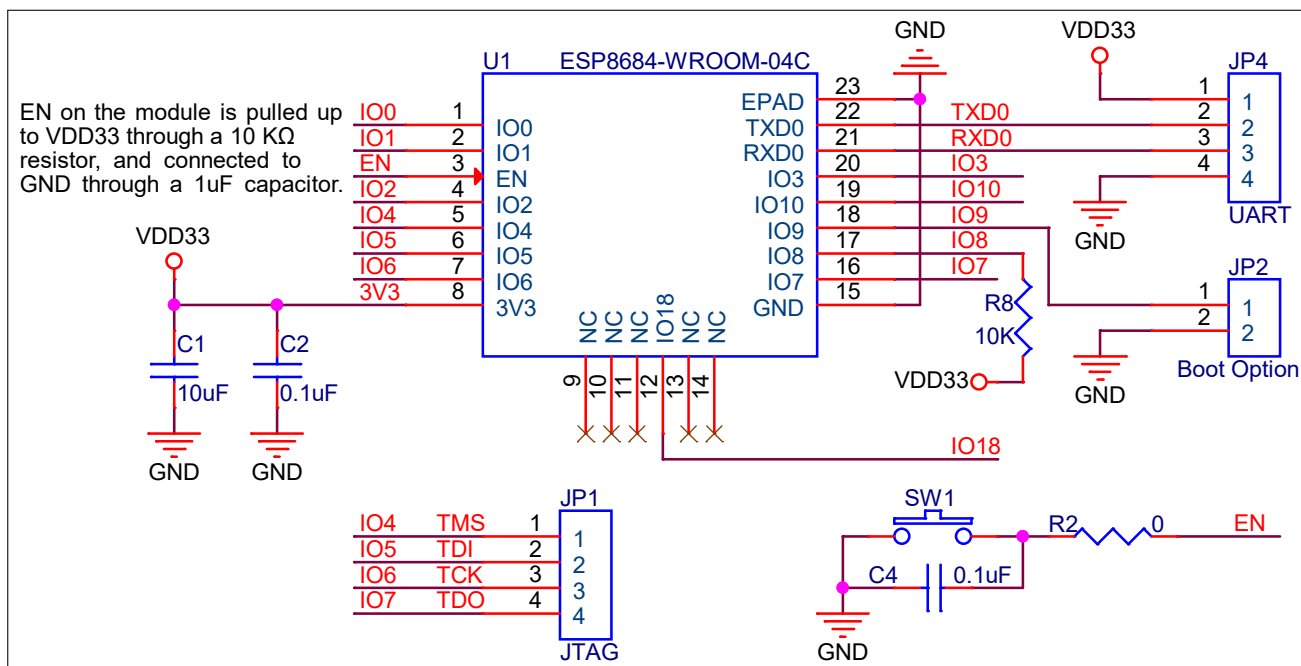 EN on the module is pulled up
to VDD33 through a 10 KΩ
resistor, and connected to
GND through a 1uF capacitor.
U1
ESP8684-WROOM-04C
IO0 1 IO0
IO1 2 IO1
EN 3 EN
IO2 4 IO2
IO4 5 IO4
IO5 6 IO5
IO6 7 IO6
3V3 8 3V3
EPAD 23
TXD0 22 TXD0
RXD0 21 RXD0
IO3 20 IO3
IO10 19 IO10
IO9 18 IO9
IO8 17 IO8
IO7 16 IO7
GND 15
GND
NC NC NC IO18 NC NC
9 10 11 12 13 14
IO18
VDD33
C1
10uF
GND
C2
0.1uF
GND
R8
10K
VDD33
VDD33
JP4
1 1
2 2
3 3
4 4
UART
GND
JP2
1 1
2 2
Boot Option
GND
JP1
IO4 TMS 1 1
IO5 TDI 2 2
IO6 TCK 3 3
IO7 TDO 4 4
JTAG
SW1
R2 0 EN
C4 0.1uF
GND